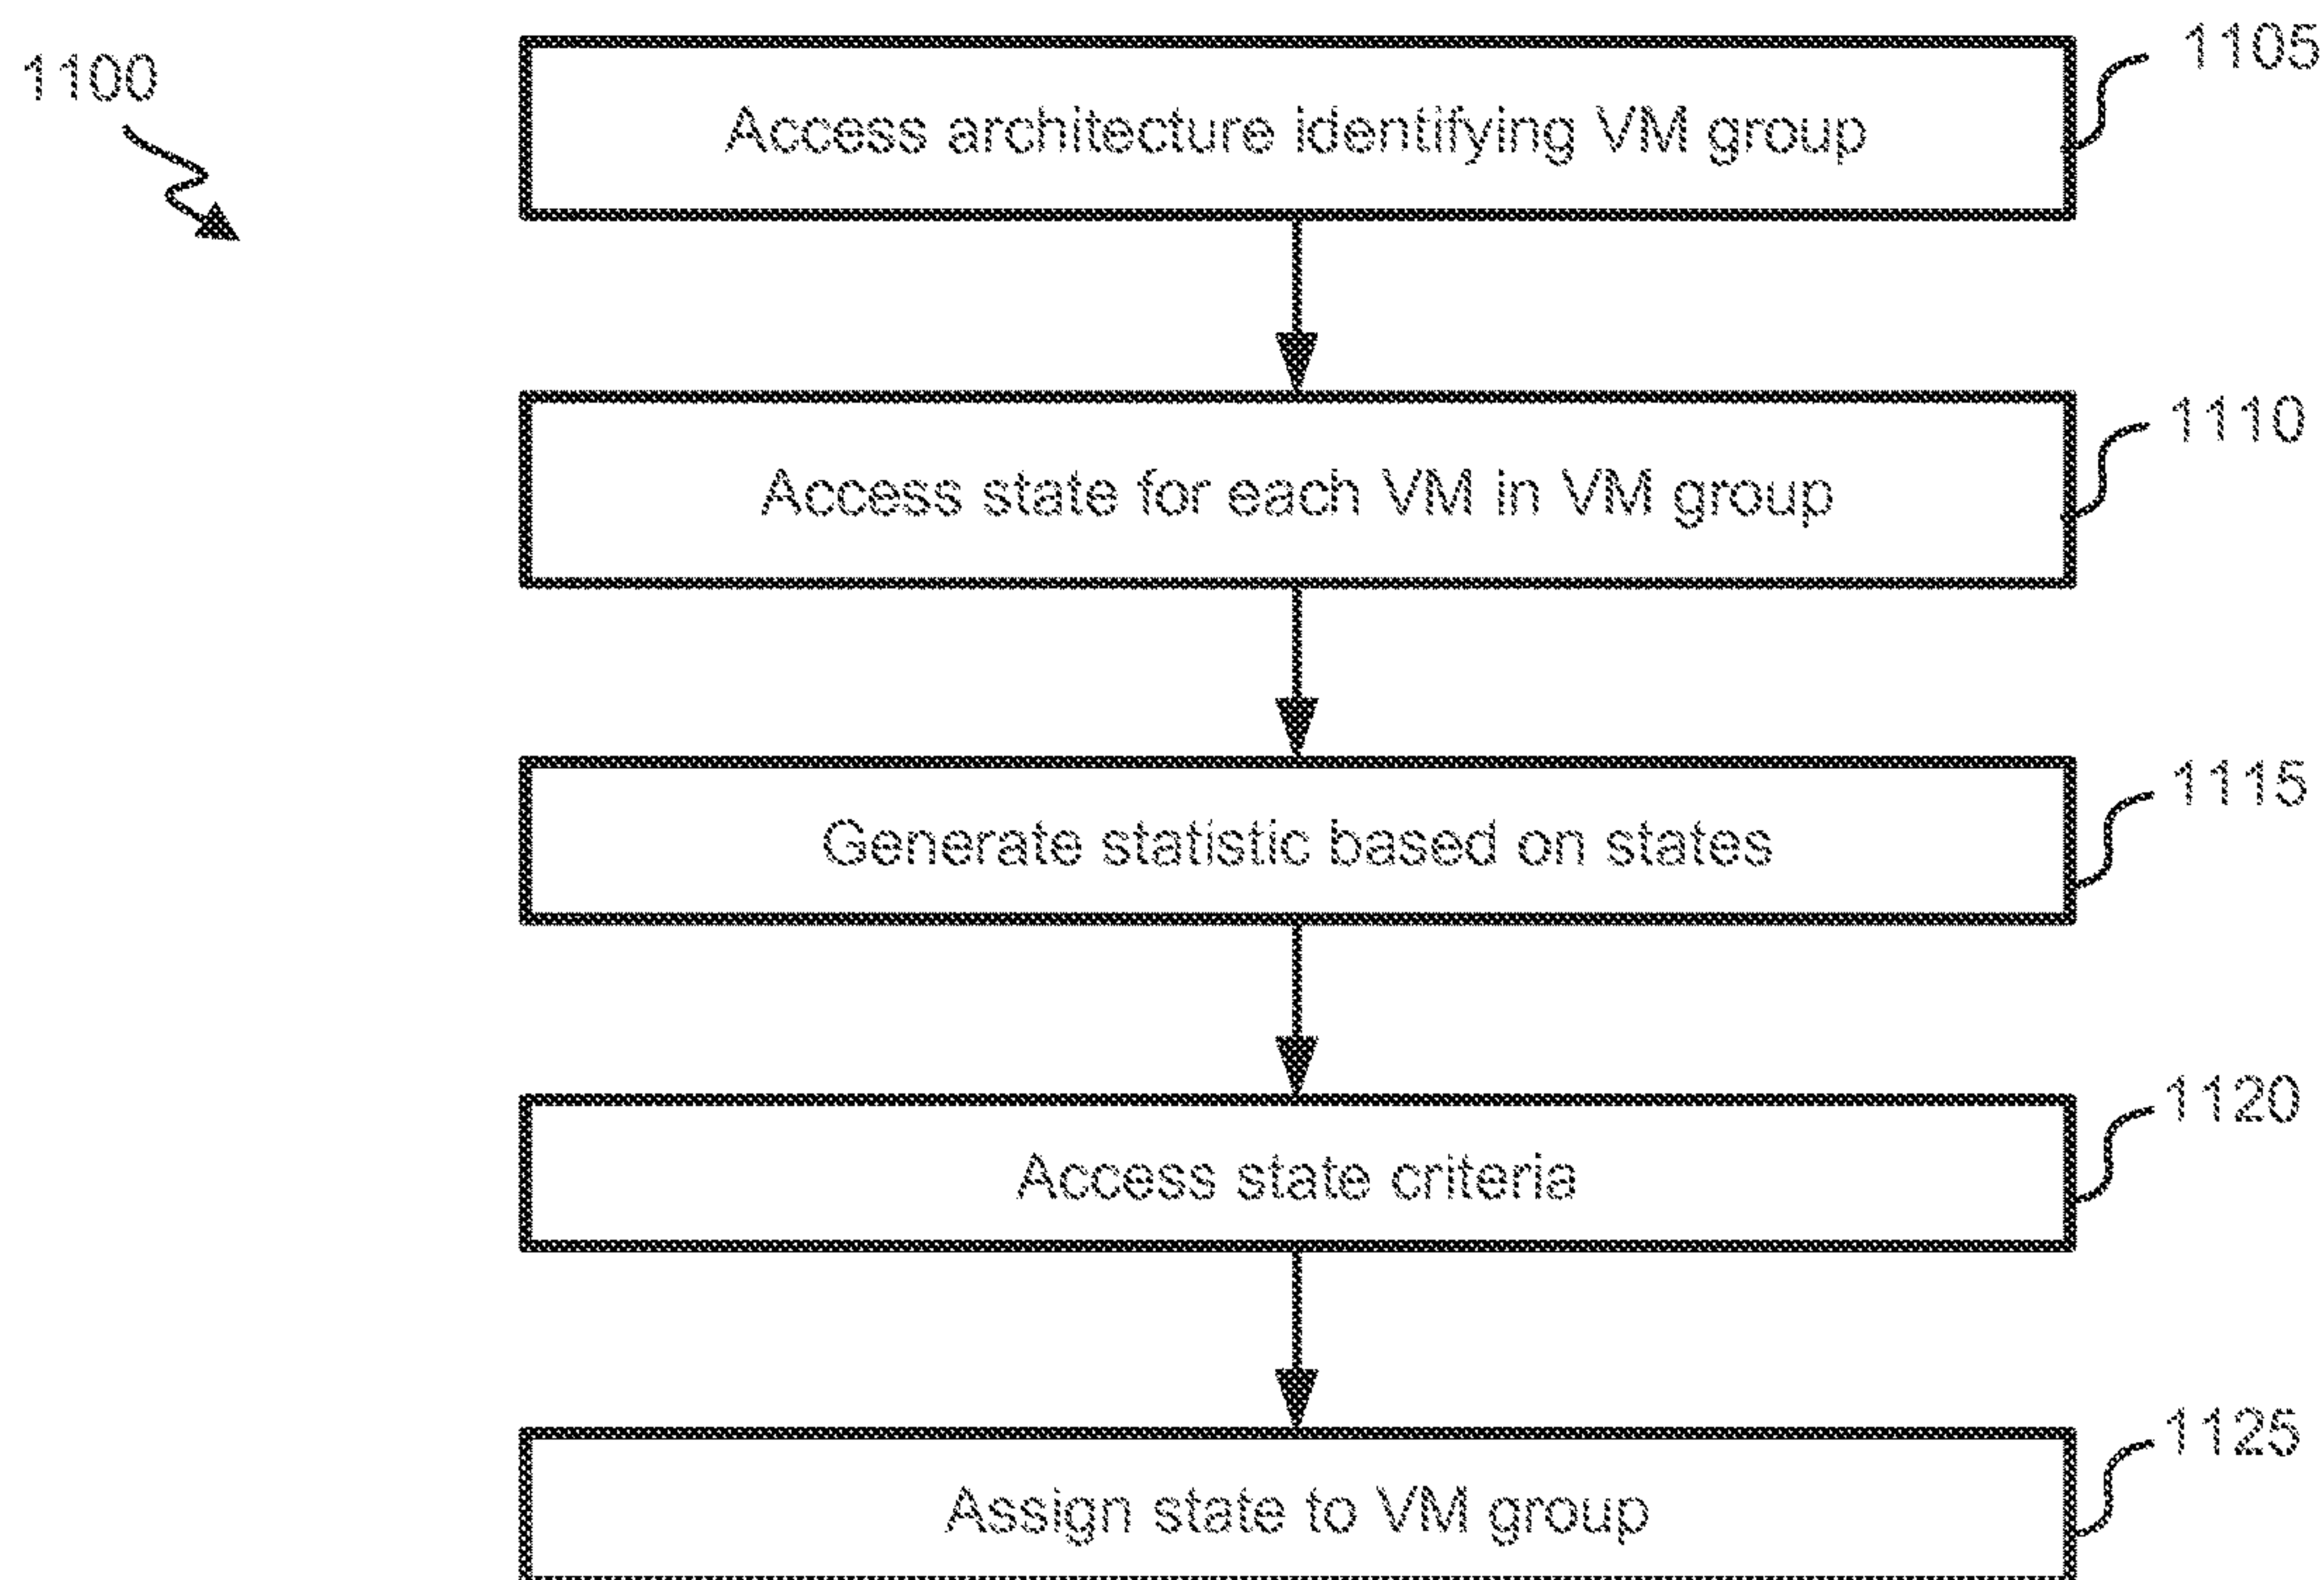 1100
Access architecture identifying VM group
1105
Access state for each VM in VM group
1110
Generate statistic based on states
1115
Access state criteria
1120
Assign state to VM group
1125